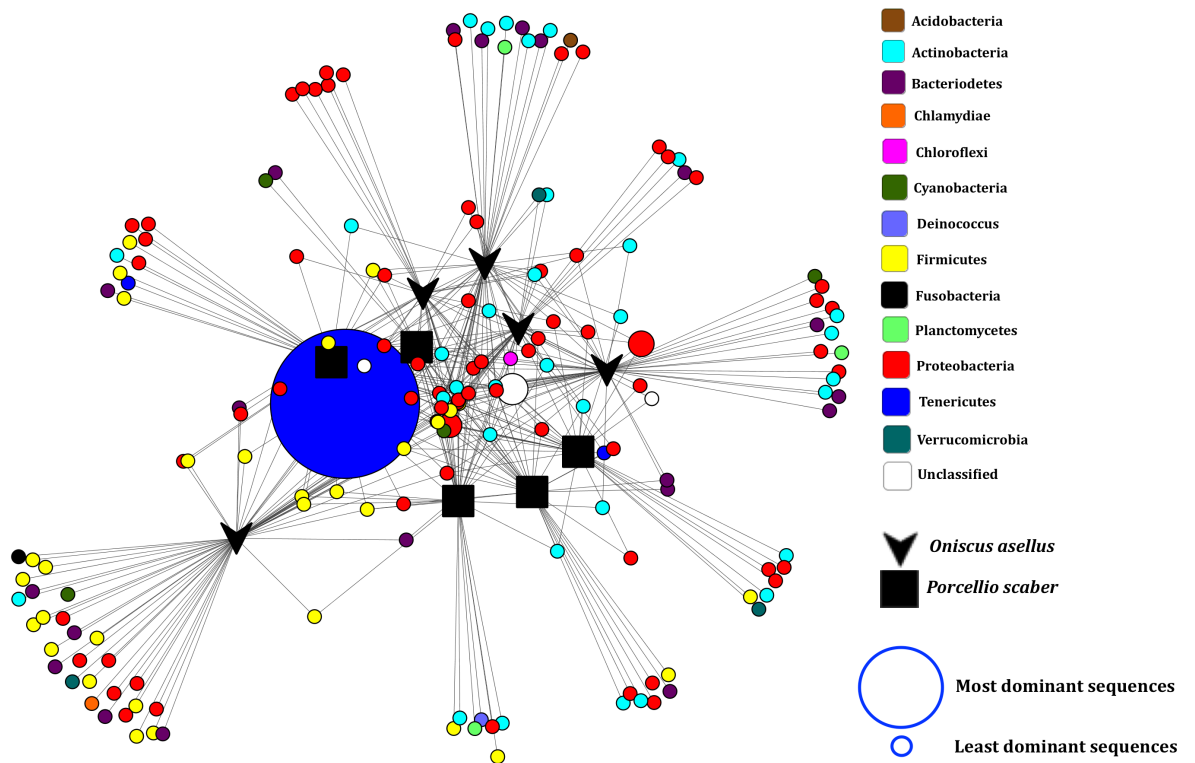 Acidobacteria
Actinobacteria
Bacteriodetes
Chlamydiae
Chloroflexi
Cyanobacteria
Deinococcus
Firmicutes
Fusobacteria
Planctomycetes
Proteobacteria
Tenericutes
Verrucomicrobia
Unclassified
Oniscus asellus
Porcellio scaber
Most dominant sequences
Least dominant sequences